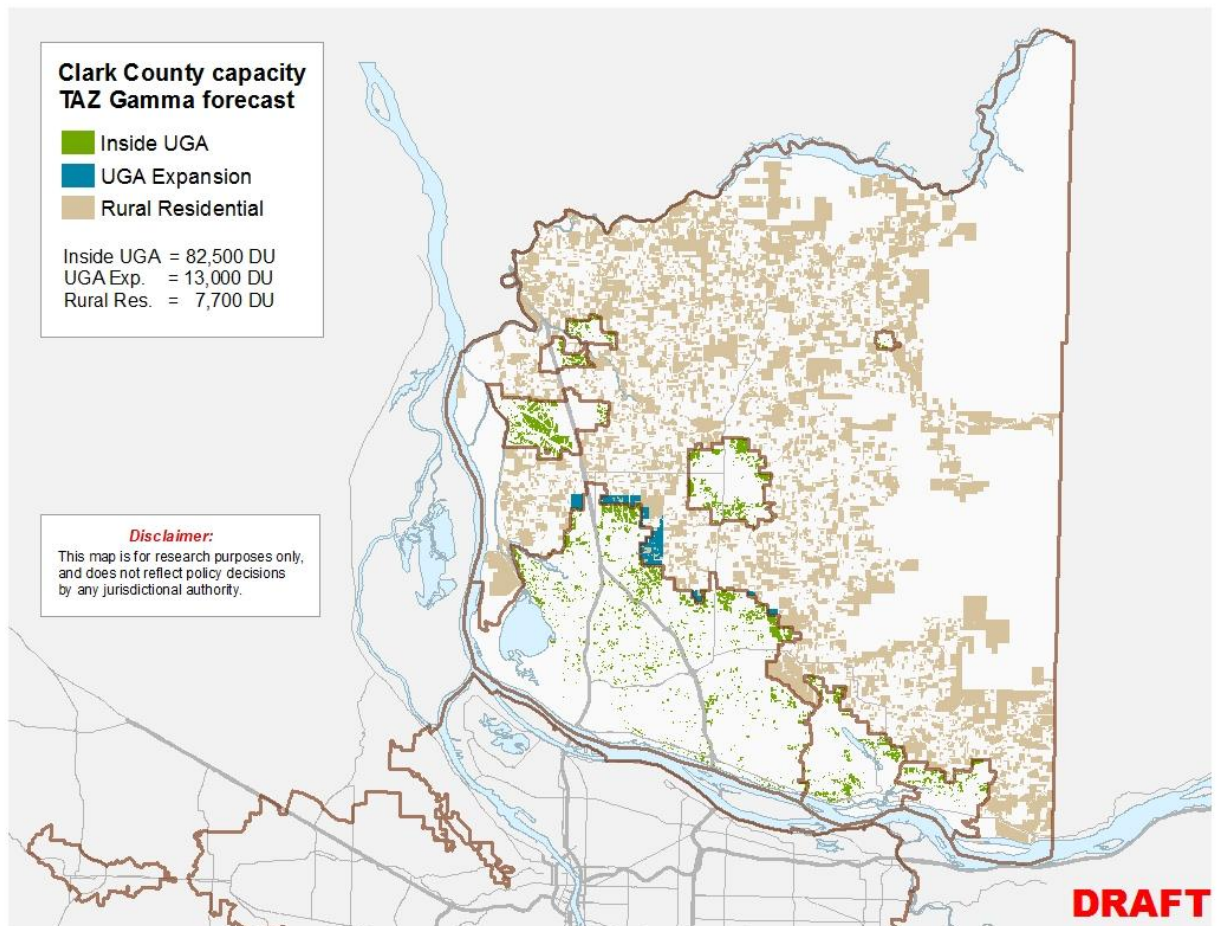 Clark County capacity
TAZ Gamma forecast
Inside UGA
UGA Expansion
Rural Residential
Inside UGA = 82,500 DU
UGA Exp. = 13,000 DU
Rural Res. = 7,700 DU
Disclaimer:
This map is for research purposes only,
and does not reflect policy decisions
by any jurisdictional authority.
DRAFT